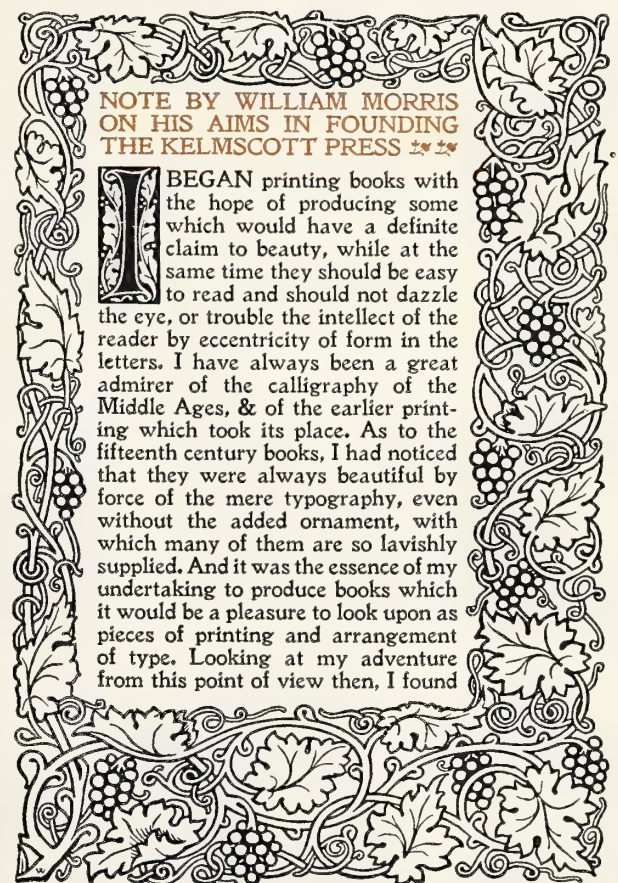 NOTE BY WILLIAM MORRIS
ON HIS AIMS IN FOUNDING
THE KELMSCOTT PRESS
I BEGAN printing books with
the hope of producing some
which would have a definite
claim to beauty, while at the
same time they should be easy
to read and should not dazzle
the eye, or trouble the intellect of the
reader by eccentricity of form in the
letters. I have always been a great
admirer of the calligraphy of the
Middle Ages, & of the earlier print-
ing which took its place. As to the
fifteenth century books, I had noticed
that they were always beautiful by
force of the mere typography, even
without the added ornament, with
which many of them are so lavishly
supplied. And it was the essence of my
undertaking to produce books which
it would be a pleasure to look upon as
pieces of printing and arrangement
of type. Looking at my adventure
from this point of view then, I found